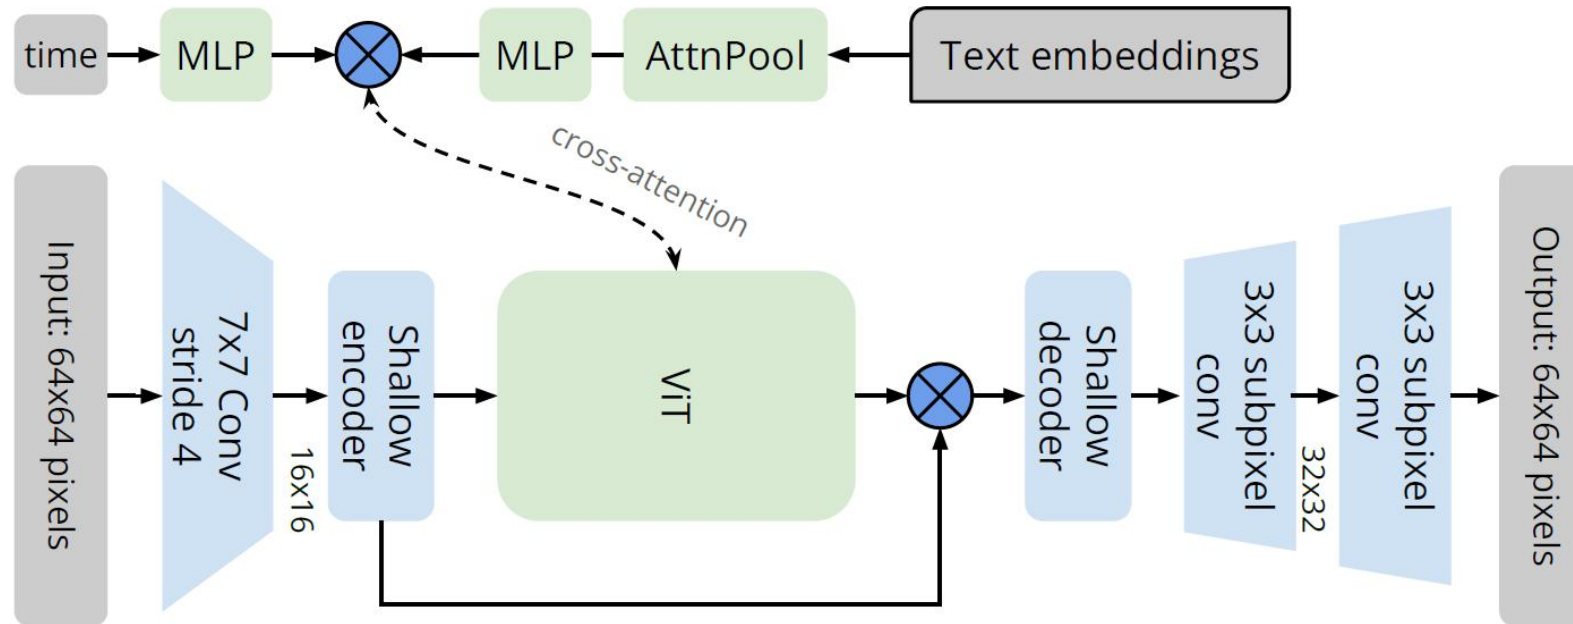 time
MLP
MLP
AttnPool
Text embeddings
cross-attention
Input: 64x64 pixels
7x7 Conv
stride 4
16x16
Shallow
encoder
ViT
Shallow
decoder
3x3 subpixel
conv
32x32
3x3 subpixel
conv
Output: 64x64 pixels